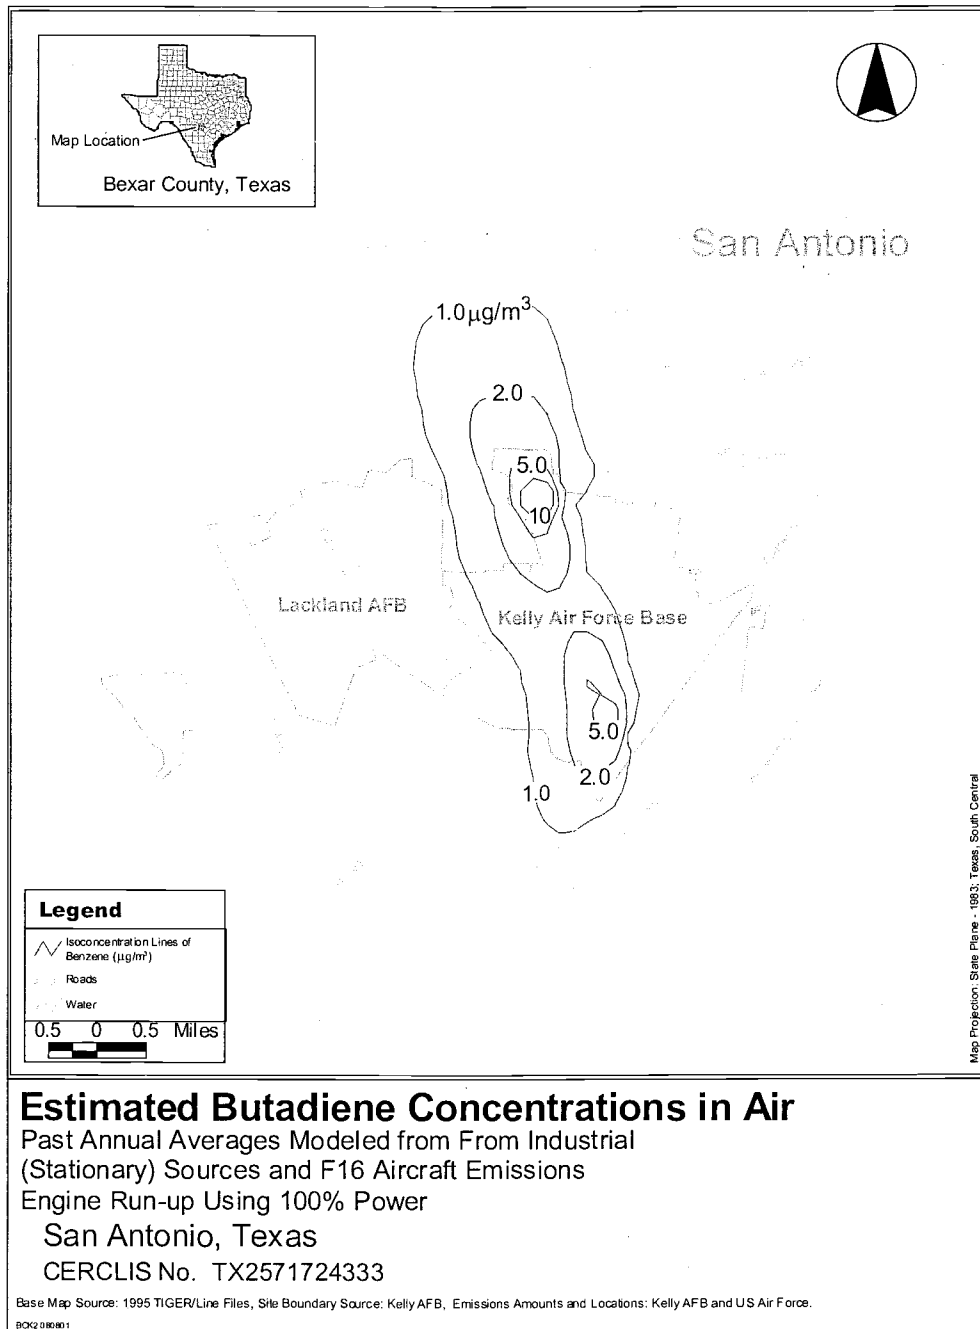 Map Location
Bexar County, Texas
San Antonio
1.0 μg/m³
2.0
5.0
10
Lackland AFB
Kelly Air Force Base
5.0
2.0
1.0
Legend
Isoconcentration Lines of
Benzene (μg/m³)
Roads
Water
0.5 0 0.5 Miles
Map Projection: State Plane - 1983; Texas, South Central
Estimated Butadiene Concentrations in Air
Past Annual Averages Modeled from From Industrial
(Stationary) Sources and F16 Aircraft Emissions
Engine Run-up Using 100% Power
San Antonio, Texas
CERCLIS No. TX2571724333
Base Map Source: 1995 TIGER/Line Files, Site Boundary Source: Kelly AFB, Emissions Amounts and Locations: Kelly AFB and US Air Force.
BCK2 080801